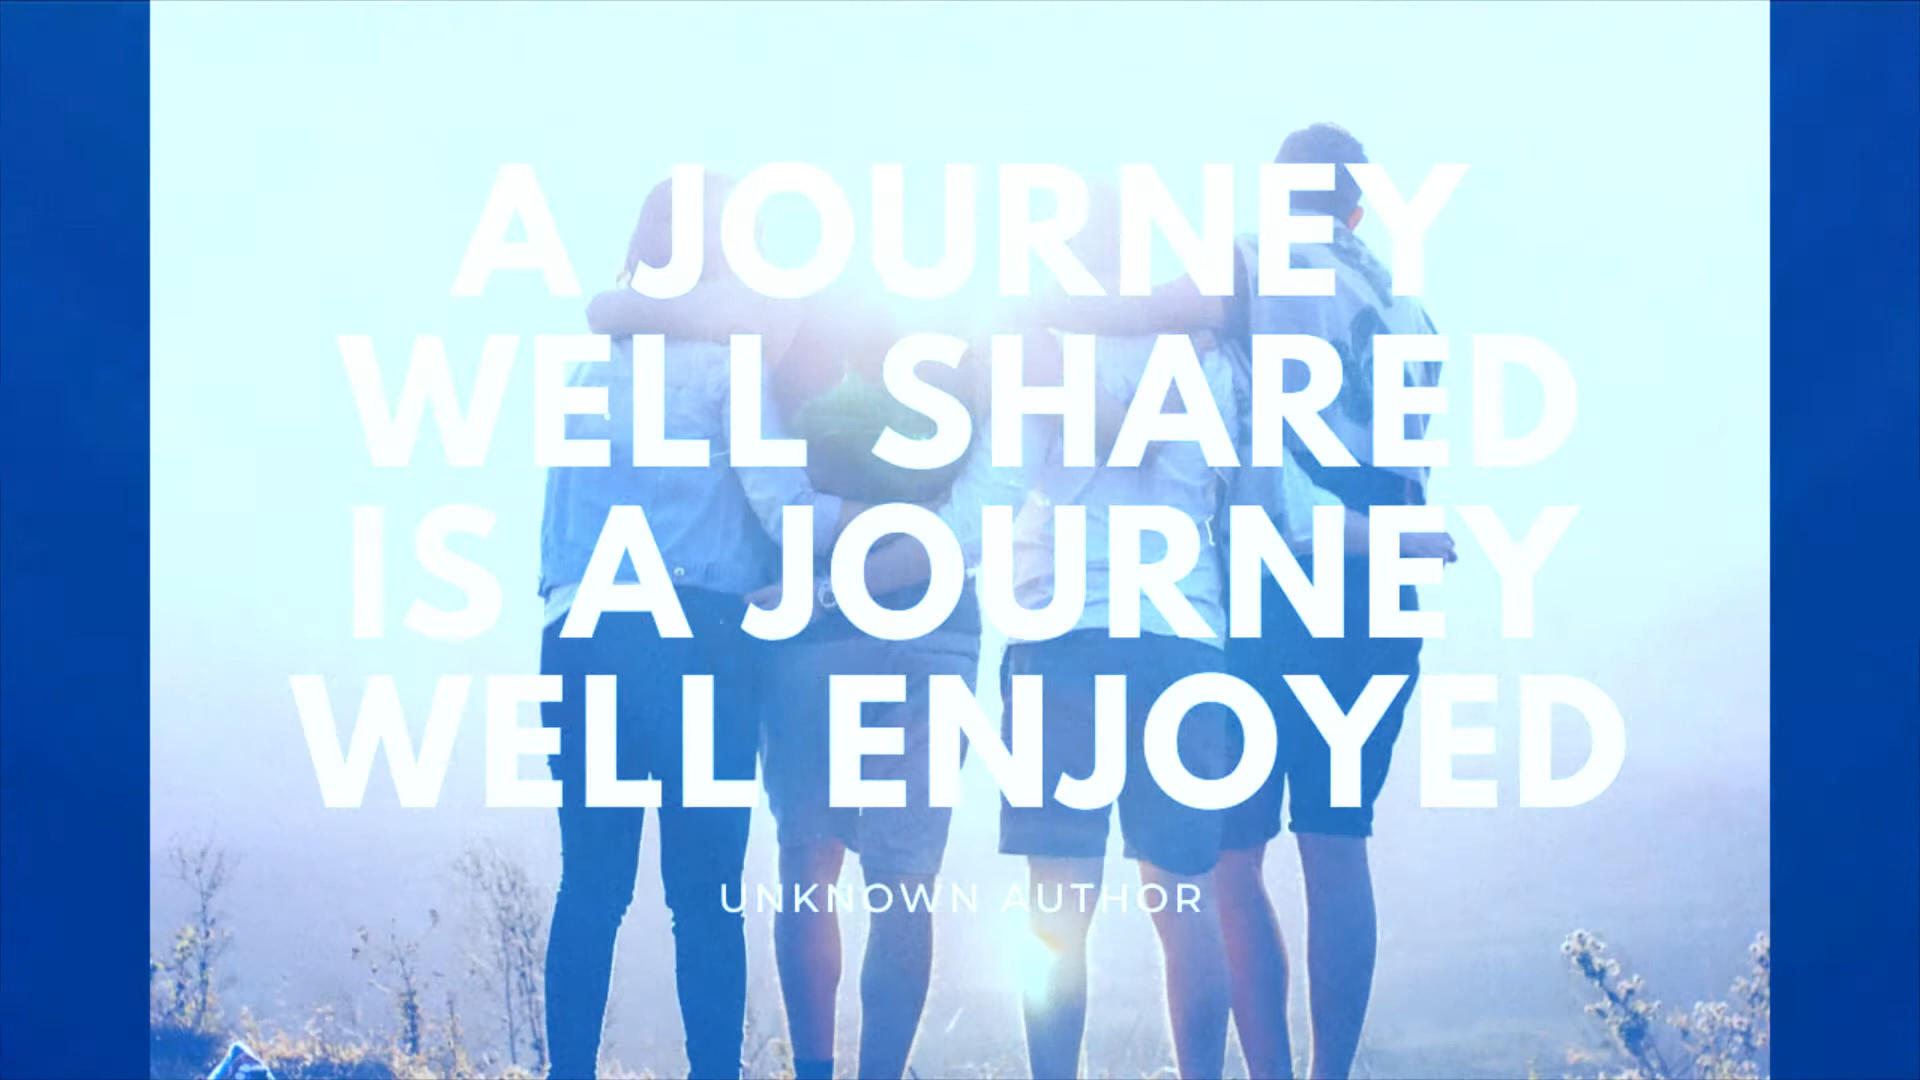 A JOURNEY
WELL SHARED
IS A JOURNEY
WELL ENJOYED
UNKNOWN AUTHOR